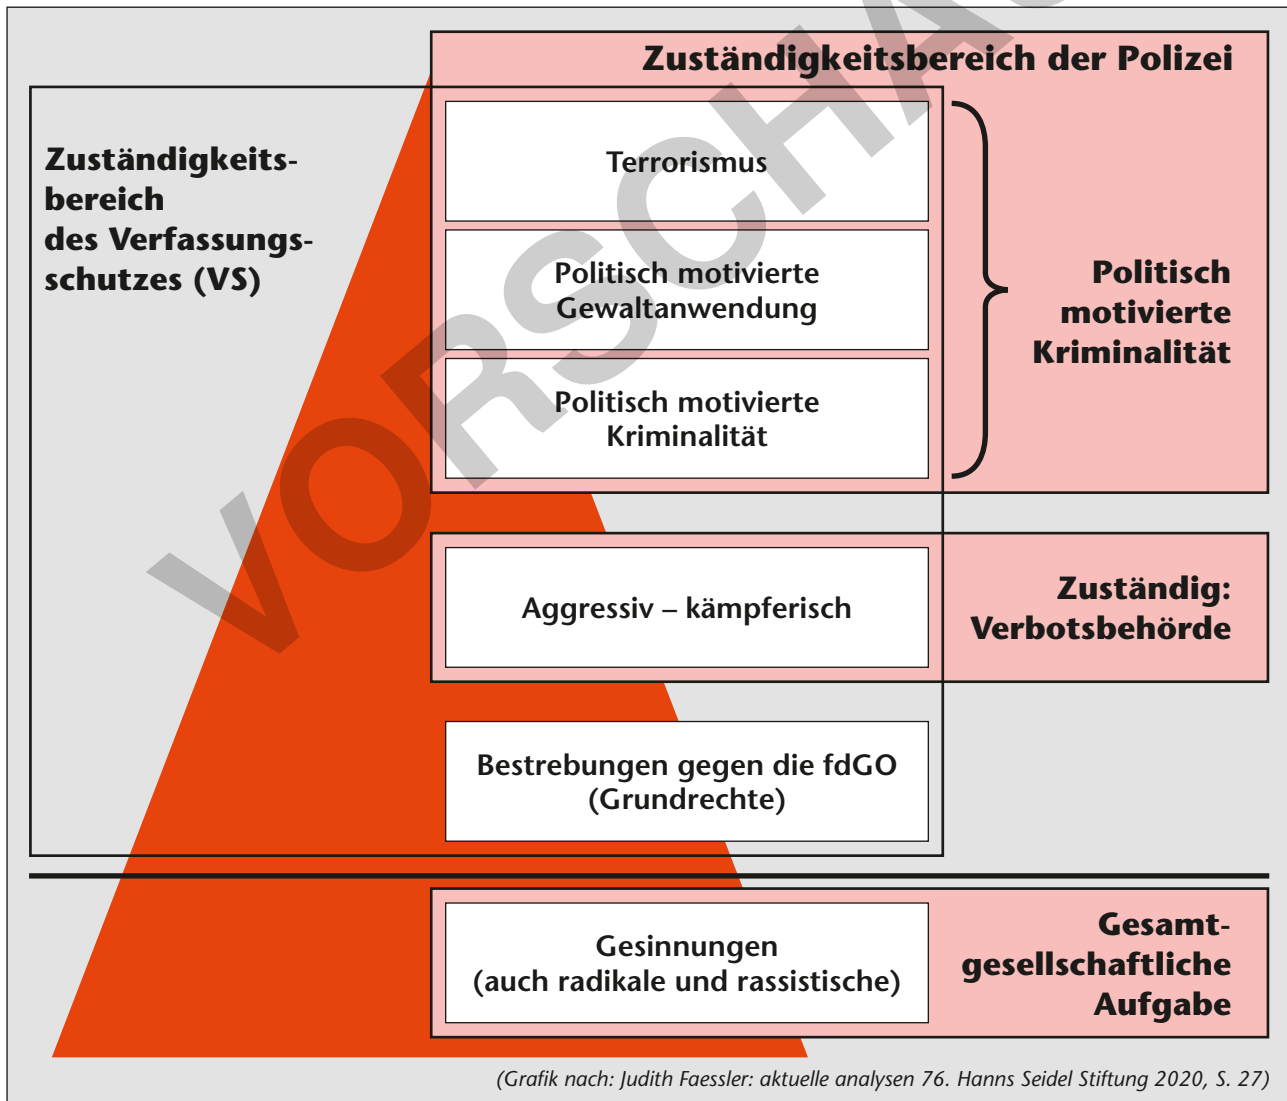 Zuständigkeitsbereich der Polizei
Zuständigkeits-
bereich
des Verfassungs-
schutzes (VS)
Terrorismus
Politisch motivierte
Gewaltanwendung
Politisch motivierte
Kriminalität
Politisch
motivierte
Kriminalität
Aggressiv – kämpferisch
Zuständig:
Verbotsbehörde
Bestrebungen gegen die fdGO
(Grundrechte)
Gesinnungen
(auch radikale und rassistische)
Gesamt-
gesellschaftliche
Aufgabe
(Grafik nach: Judith Faessler: aktuelle analysen 76. Hanns Seidel Stiftung 2020, S. 27)
VORSCHAU